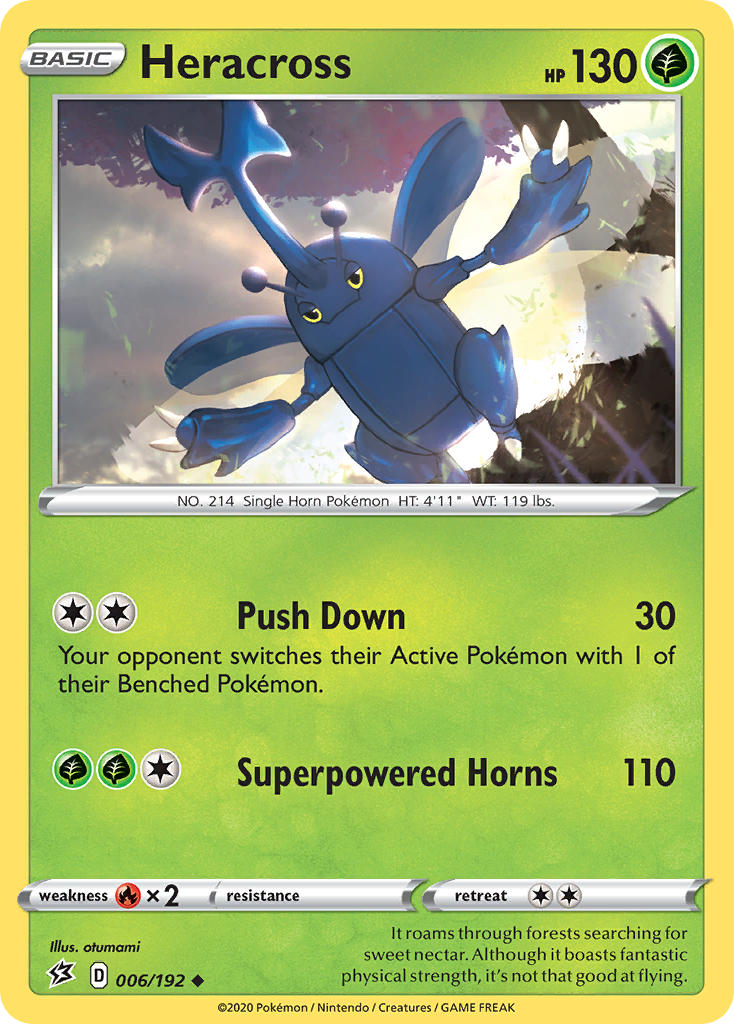 BASIC Heracross HP 130
NO. 214 Single Horn Pokémon HT: 4'11" WT: 119 lbs.
Push Down 30
Your opponent switches their Active Pokémon with 1 of
their Benched Pokémon.
Superpowered Horns 110
weakness ×2 resistance retreat
Illus. otumami
It roams through forests searching for
sweet nectar. Although it boasts fantastic
physical strength, it's not that good at flying.
D 006/192
©2020 Pokémon / Nintendo / Creatures / GAME FREAK